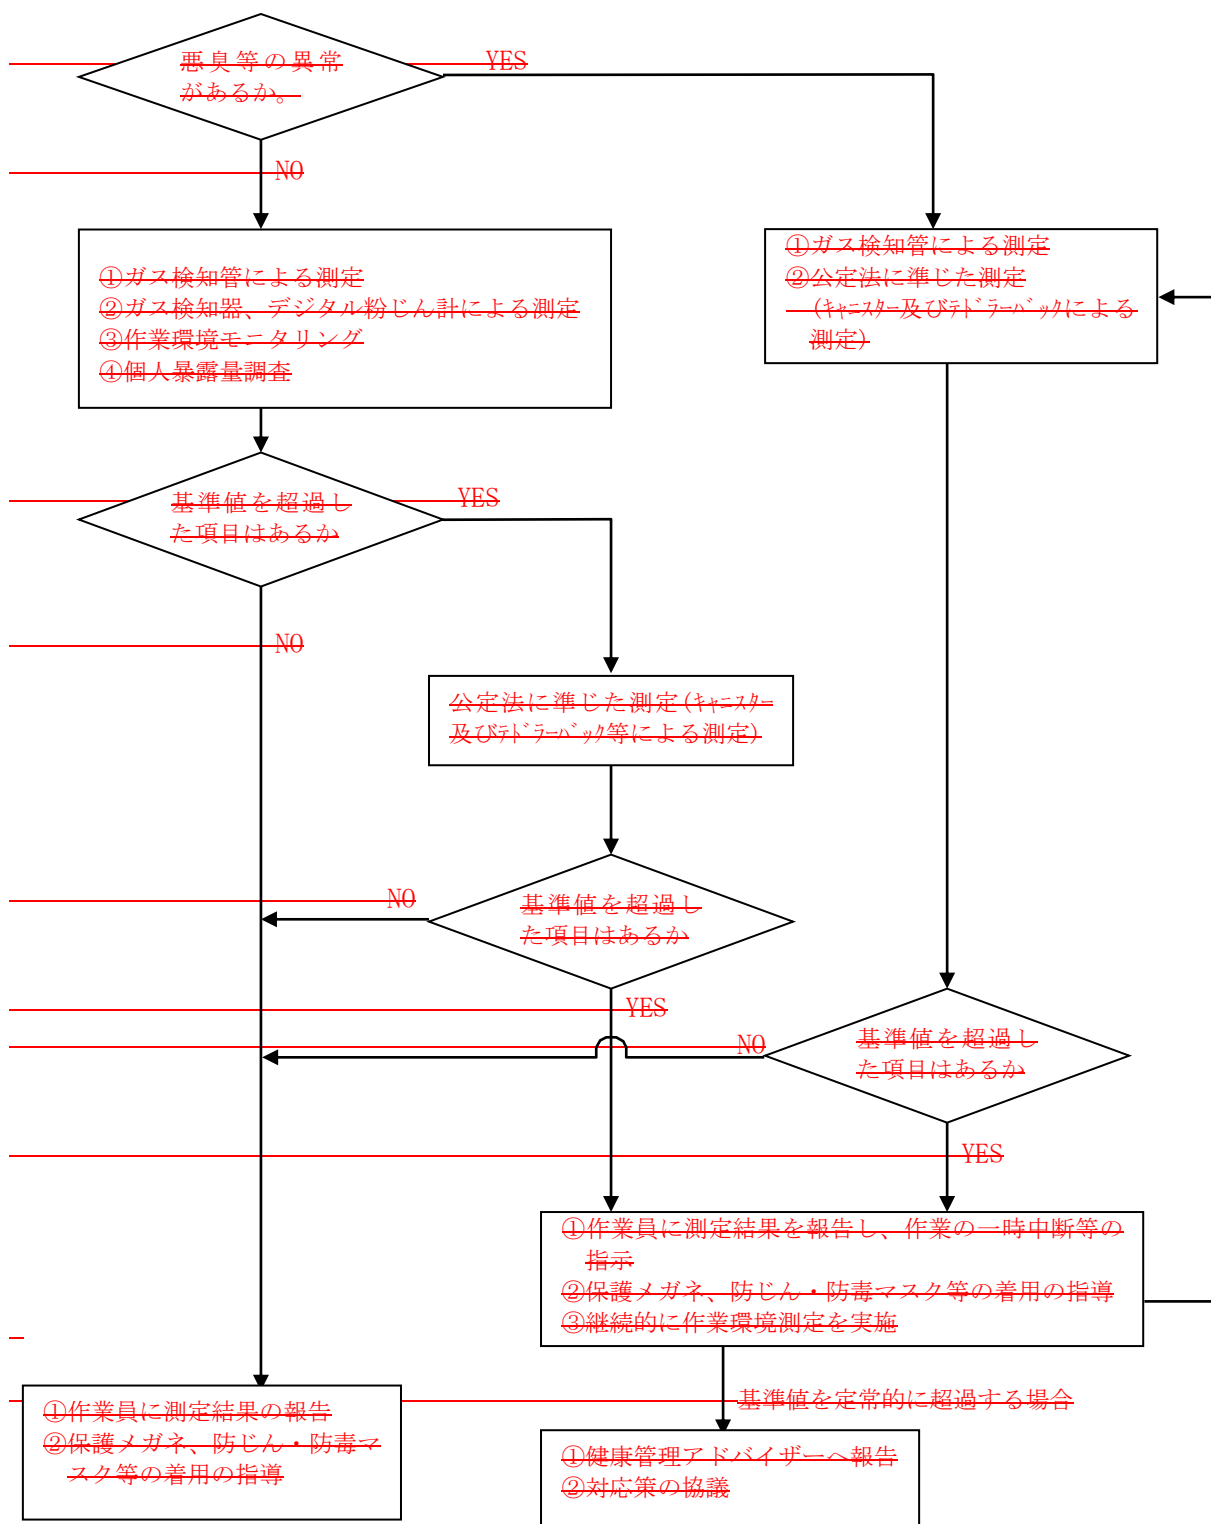 悪臭等の異常
があるか。
YES
NO
①ガス検知管による測定
②ガス検知器、デジタル粉じん計による測定
③作業環境モニタリング
④個人暴露量調査
①ガス検知管による測定
②公定法に準じた測定
(ｷｬﾆｽﾀｰ及びﾃﾄﾞﾗｰﾊﾞｯｸによる
測定)
基準値を超過し
た項目はあるか
YES
NO
公定法に準じた測定(ｷｬﾆｽﾀｰ
及びﾃﾄﾞﾗｰﾊﾞｯｸ等による測定)
基準値を超過し
た項目はあるか
NO
YES
基準値を超過し
た項目はあるか
NO
YES
①作業員に測定結果を報告し、作業の一時中断等の
指示
②保護メガネ、防じん・防毒マスク等の着用の指導
③継続的に作業環境測定を実施
①作業員に測定結果の報告
②保護メガネ、防じん・防毒マ
スク等の着用の指導
基準値を定常的に超過する場合
①健康管理アドバイザーへ報告
②対応策の協議